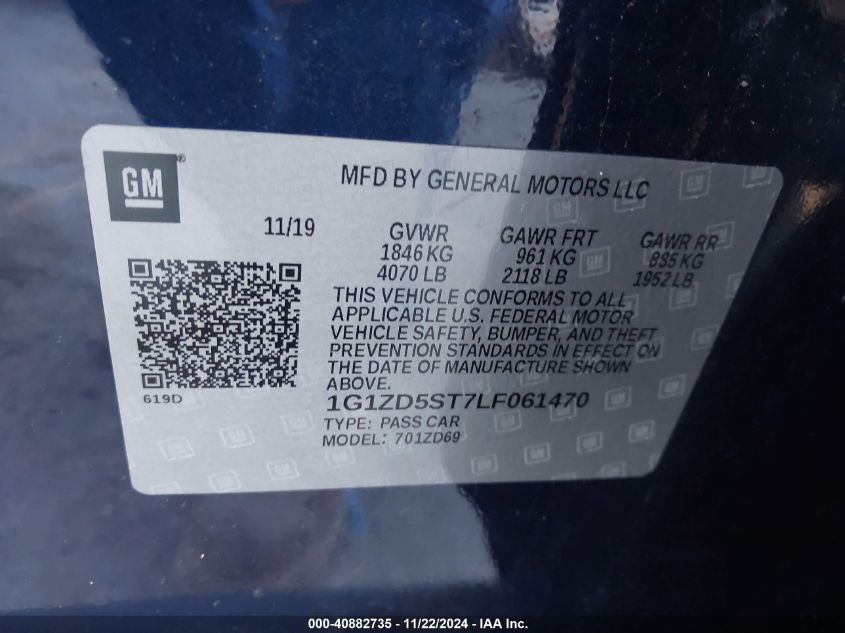 GM®
MFD BY GENERAL MOTORS LLC
11/19
GVWR GAWR FRT GAWR RR
1846 KG 961 KG 885 KG
4070 LB 2118 LB 1952 LB
THIS VEHICLE CONFORMS TO ALL
APPLICABLE U.S. FEDERAL MOTOR
VEHICLE SAFETY, BUMPER, AND THEFT
PREVENTION STANDARDS IN EFFECT ON
THE DATE OF MANUFACTURE SHOWN
ABOVE.
619D
1G1ZD5ST7LF061470
TYPE: PASS CAR
MODEL: 701ZD69
000-40882735 - 11/22/2024 - IAA Inc.